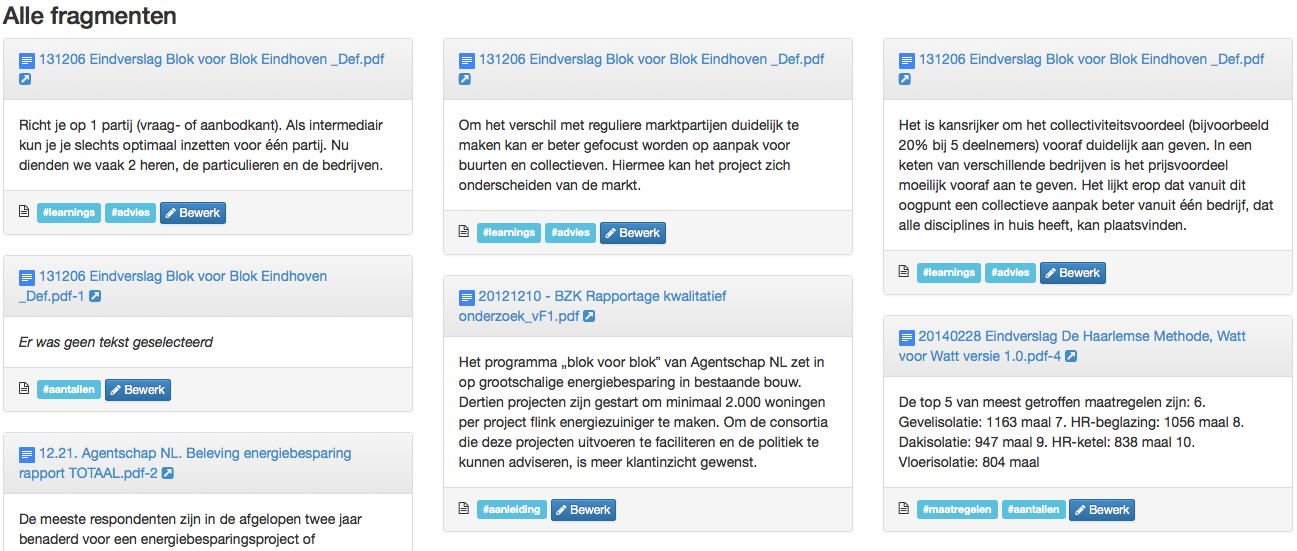 Alle fragmenten
131206 Eindverslag Blok voor Blok Eindhoven _Def.pdf
Richt je op 1 partij (vraag- of aanbodkant). Als intermediair
kun je je slechts optimaal inzetten voor één partij. Nu
dienden we vaak 2 heren, de particulieren en de bedrijven.
#learnings #advies Bewerk
131206 Eindverslag Blok voor Blok Eindhoven
_Def.pdf-1
Er was geen tekst geselecteerd
#aantallen Bewerk
12.21. Agentschap NL. Beleving energiebesparing
rapport TOTAAL.pdf-2
De meeste respondenten zijn in de afgelopen twee jaar
benaderd voor een energiebesparingsproject of
131206 Eindverslag Blok voor Blok Eindhoven _Def.pdf
Om het verschil met reguliere marktpartijen duidelijk te
maken kan er beter gefocust worden op aanpak voor
buurten en collectieven. Hiermee kan het project zich
onderscheiden van de markt.
#learnings #advies Bewerk
20121210 - BZK Rapportage kwalitatief
onderzoek_vF1.pdf
Het programma „blok voor blok“ van Agentschap NL zet in
op grootschalige energiebesparing in bestaande bouw.
Dertien projecten zijn gestart om minimaal 2.000 woningen
per project flink energiezuiniger te maken. Om de consortia
die deze projecten uitvoeren te faciliteren en de politiek te
kunnen adviseren, is meer klantinzicht gewenst.
#aanleiding Bewerk
131206 Eindverslag Blok voor Blok Eindhoven _Def.pdf
Het is kansrijker om het collectiviteitsvoordeel (bijvoorbeeld
20% bij 5 deelnemers) vooraf duidelijk aan geven. In een
keten van verschillende bedrijven is het prijsvoordeel
moeilijk vooraf aan te geven. Het lijkt erop dat vanuit dit
oogpunt een collectieve aanpak beter vanuit één bedrijf, dat
alle disciplines in huis heeft, kan plaatsvinden.
#learnings #advies Bewerk
20140228 Eindverslag De Haarlemse Methode, Watt
voor Watt versie 1.0.pdf-4
De top 5 van meest getroffen maatregelen zijn: 6.
Gevelisolatie: 1163 maal 7. HR-beglazing: 1056 maal 8.
Dakisolatie: 947 maal 9. HR-ketel: 838 maal 10.
Vloerisolatie: 804 maal
#maatregelen #aantallen Bewerk